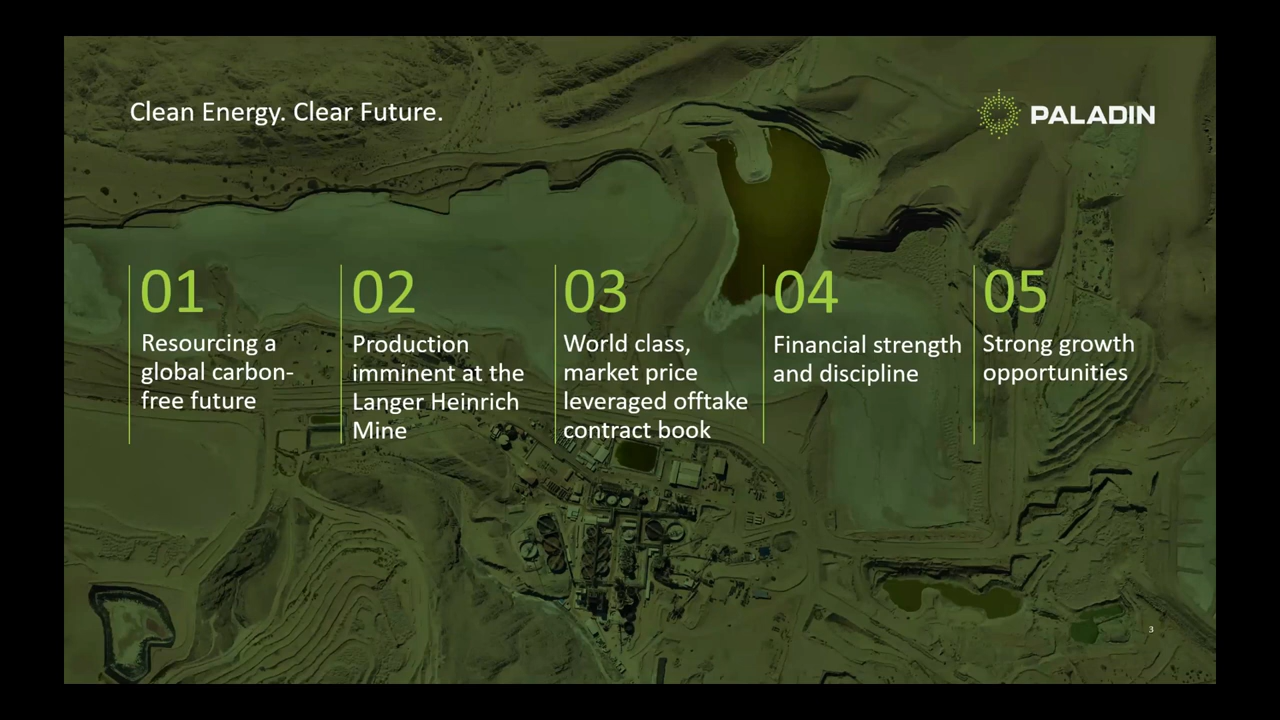 Clean Energy. Clear Future.
PALADIN
01
Resourcing a
global carbon-
free future
02
Production
imminent at the
Langer Heinrich
Mine
03
World class,
market price
leveraged offtake
contract book
04
Financial strength
and discipline
05
Strong growth
opportunities
3